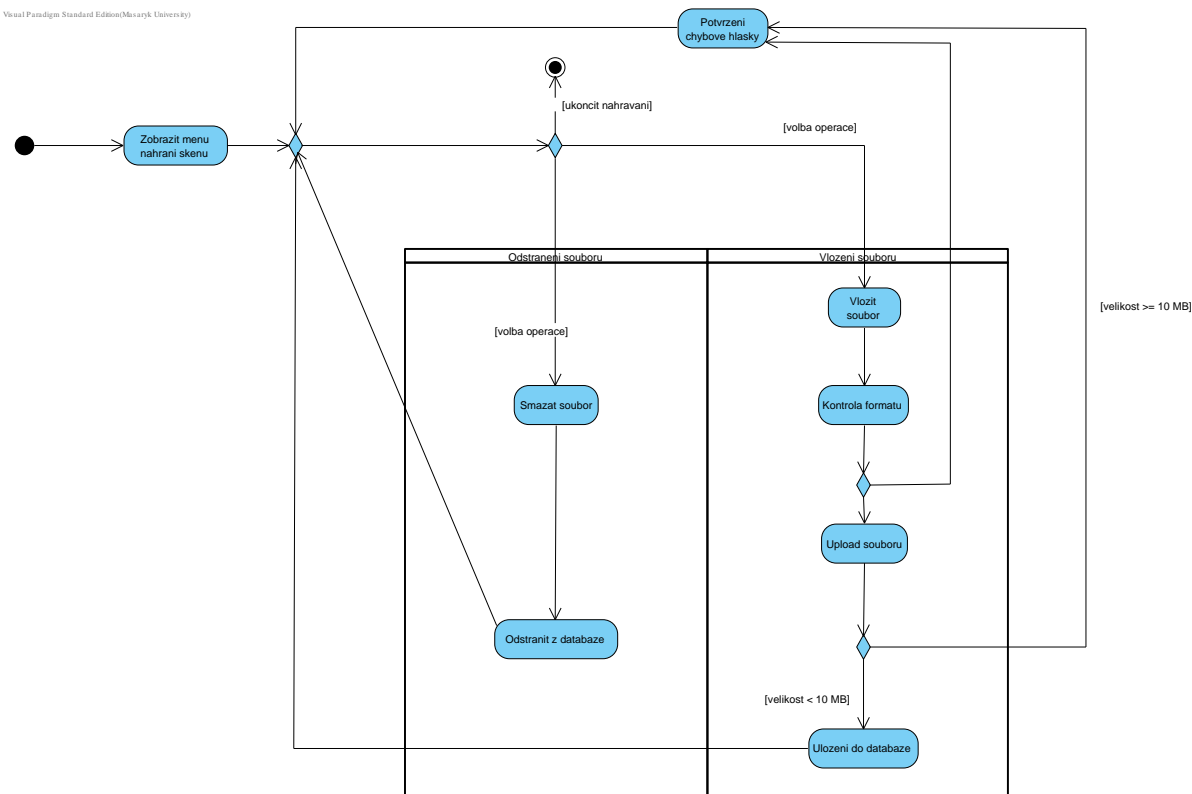 Visual Paradigm Standard Edition(Masaryk University)
Potvrzeni
chybove hlasky
[ukoncit nahravani]
[volba operace]
Zobrazit menu
nahrani skenu
Odstraneni souboru
Vlozeni souboru
Vlozit
soubor
[velikost >= 10 MB]
[volba operace]
Smazat soubor
Kontrola formatu
Upload souboru
Odstranit z databaze
[velikost < 10 MB]
Ulozeni do databaze